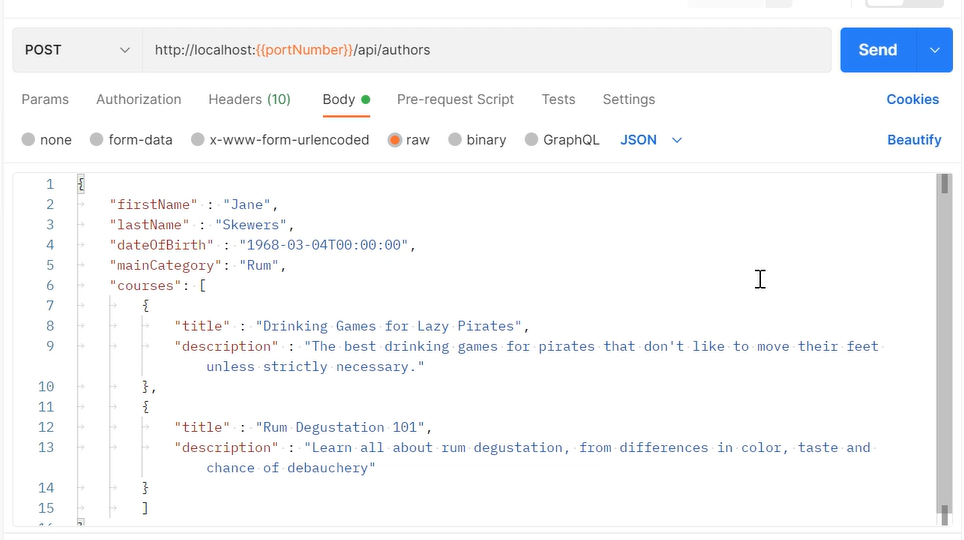 POST http://localhost:{{portNumber}}/api/authors Send
Params Authorization Headers (10) Body Pre-request Script Tests Settings Cookies
none form-data x-www-form-urlencoded raw binary GraphQL JSON Beautify
1 {
2 "firstName" : "Jane",
3 "lastName" : "Skewers",
4 "dateOfBirth" : "1968-03-04T00:00:00",
5 "mainCategory": "Rum",
6 "courses": [
7 {
8 "title" : "Drinking Games for Lazy Pirates",
9 "description" : "The best drinking games for pirates that don't like to move their feet
unless strictly necessary."
10 },
11 {
12 "title" : "Rum Degustation 101",
13 "description" : "Learn all about rum degustation, from differences in color, taste and
chance of debauchery"
14 }
15 ]